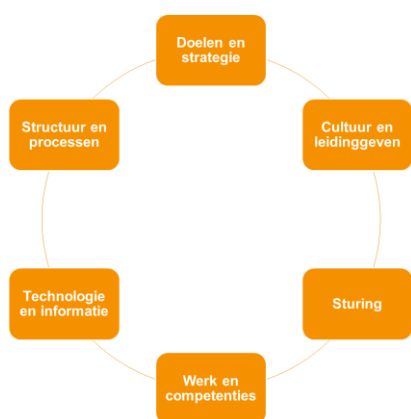 Doelen en
strategie
Structuur en
processen
Cultuur en
leidinggeven
Technologie
en informatie
Sturing
Werk en
competenties